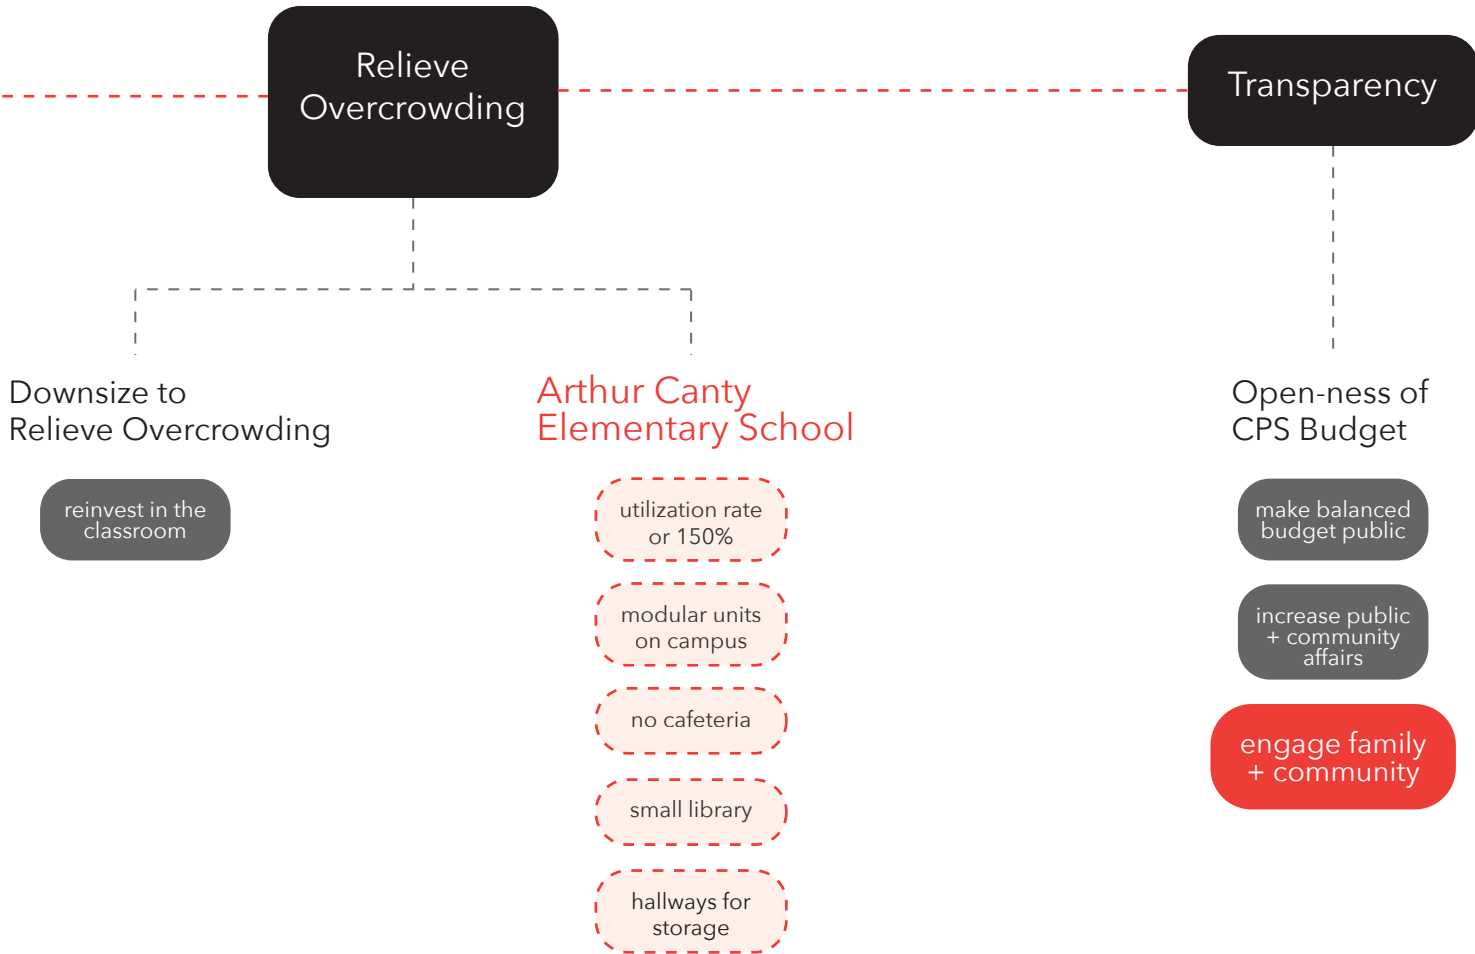 Relieve
Overcrowding
Transparency
Downsize to
Relieve Overcrowding
reinvest in the
classroom
Arthur Canty
Elementary School
utilization rate
or 150%
modular units
on campus
no cafeteria
small library
hallways for
storage
Open-ness of
CPS Budget
make balanced
budget public
increase public
+ community
affairs
engage family
+ community